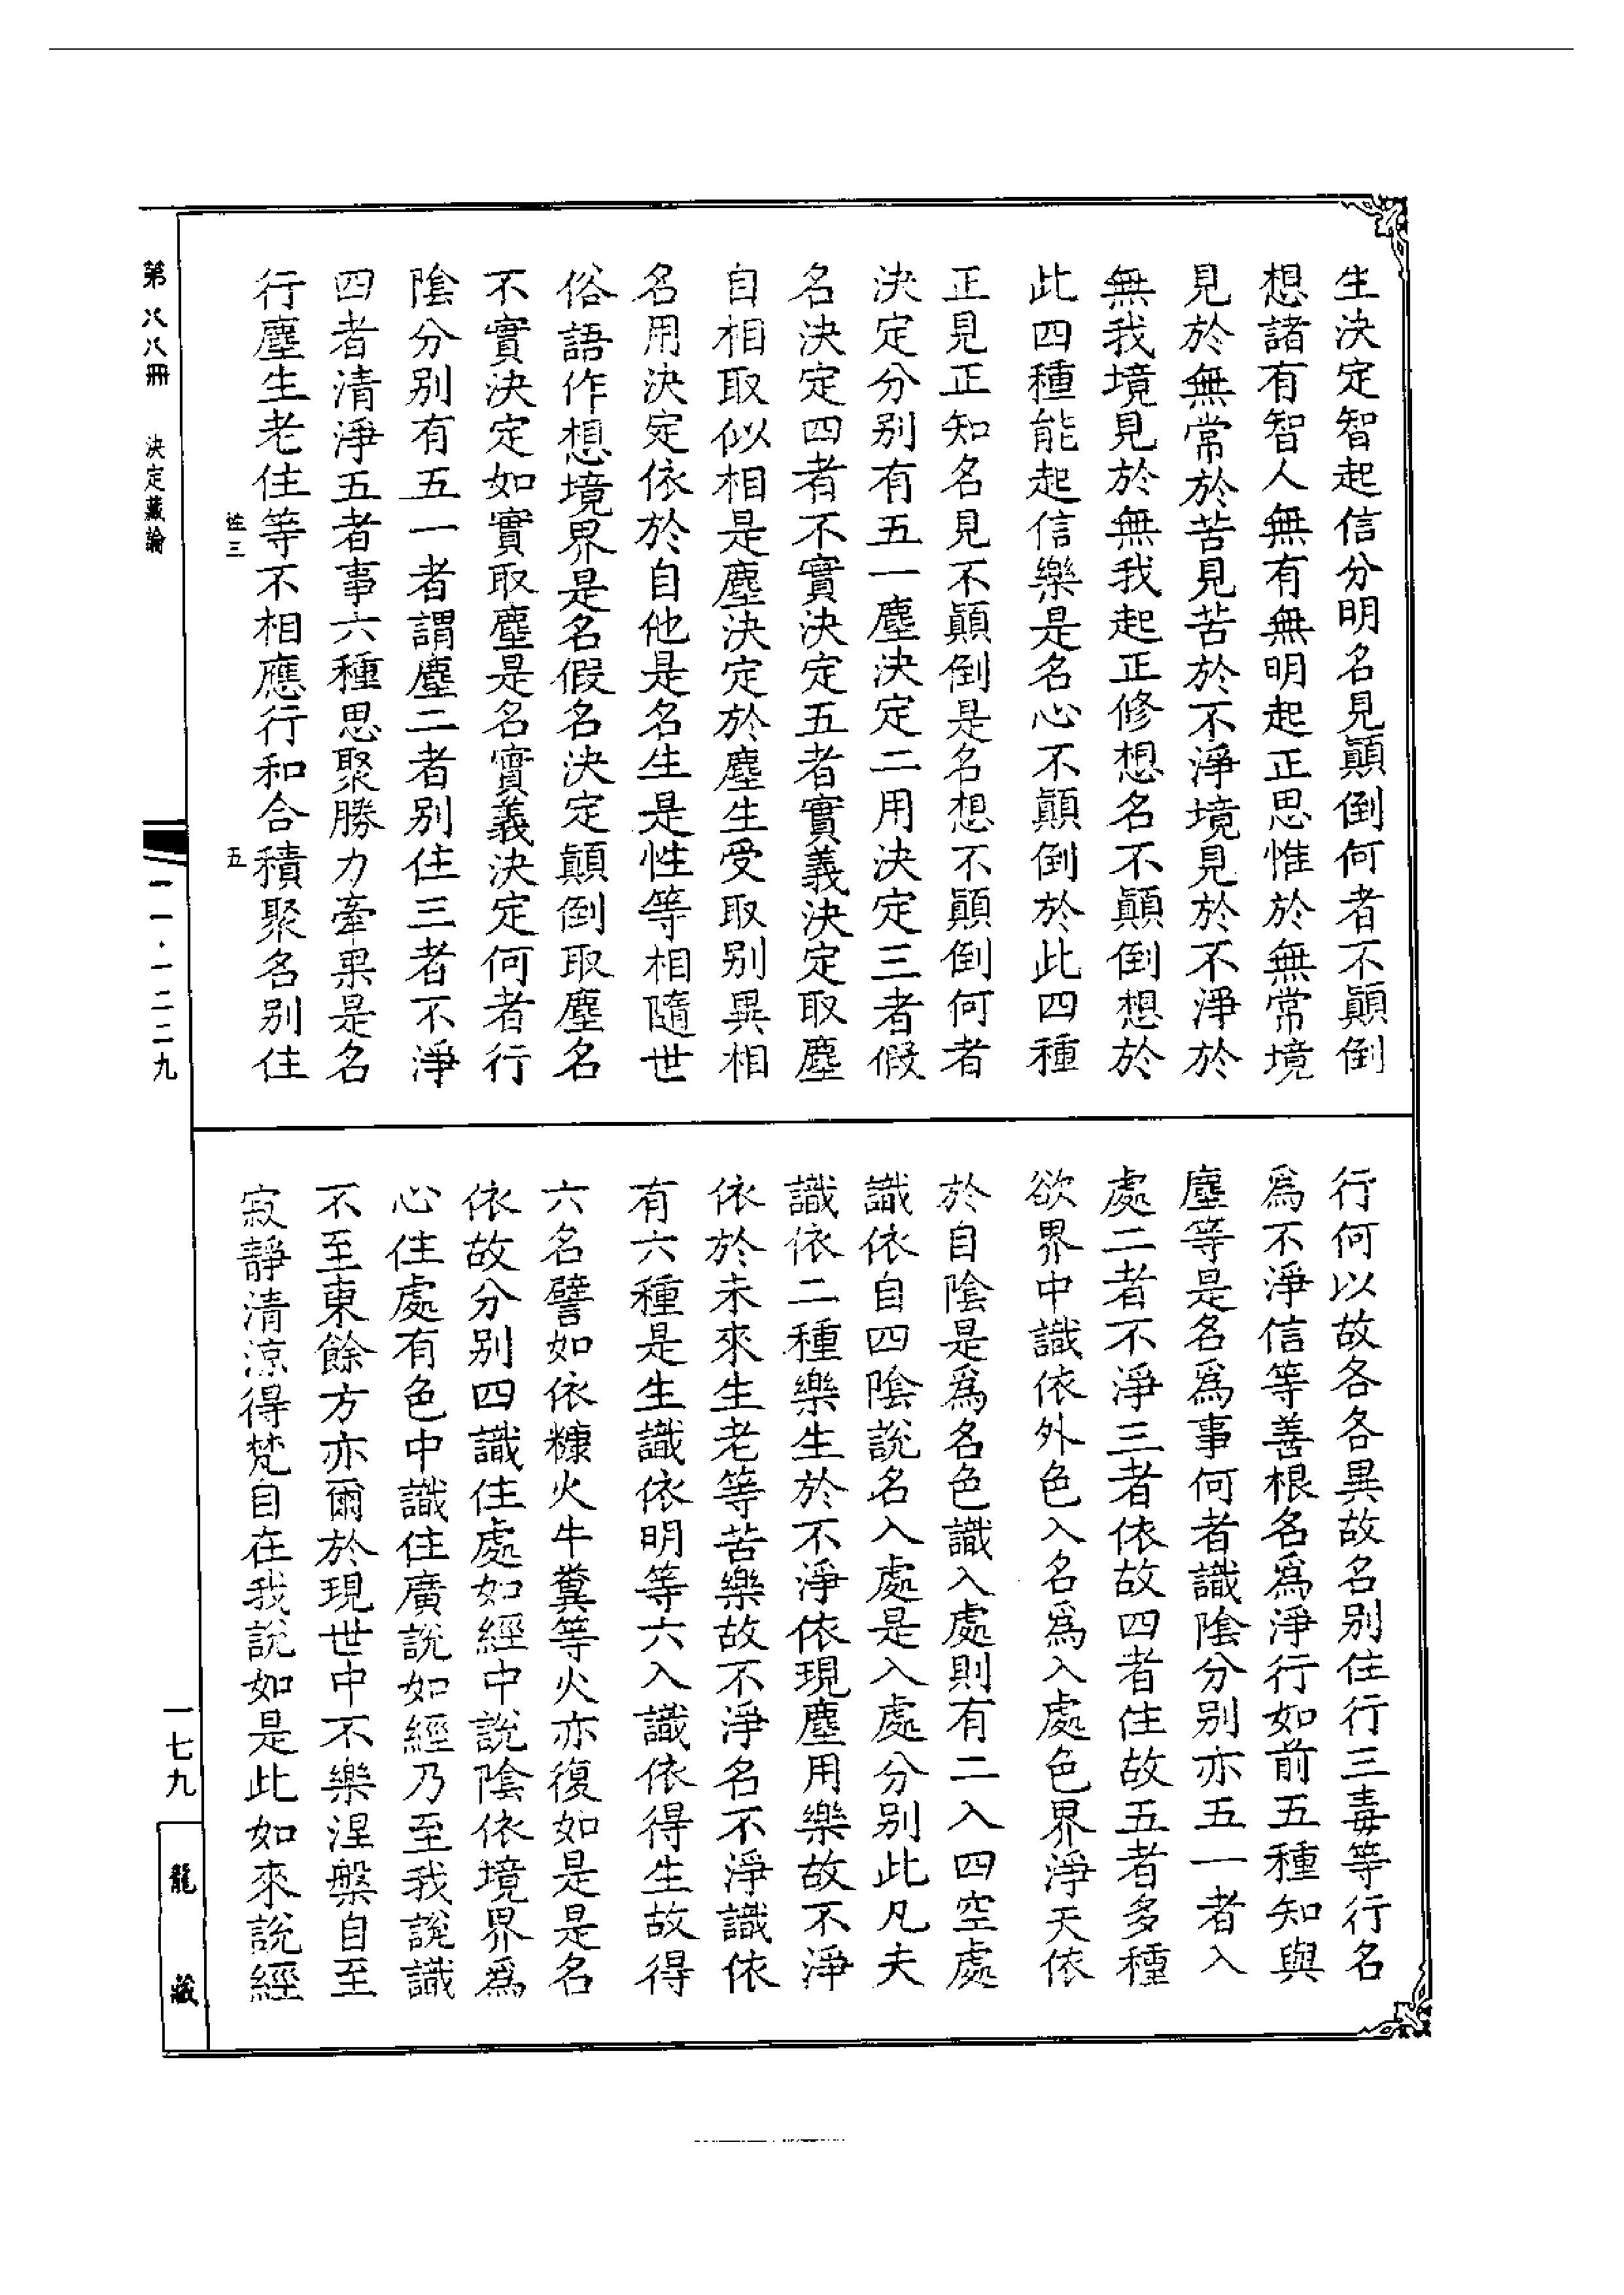 生決定智起信分明名見顚倒何者不顚倒
想諸有智人無有無明起正思惟於無常境
見於無常於苦見苦於不淨境見於不淨於
無我境見於無我起正修想名不顚倒想於
此四種能起信樂是名心不顚倒於此四種
正見正知名見不顚倒是名想不顚倒何者
決定分別有五一塵決定二用決定三者假
名決定四者不實決定五者實義決定取塵
自相取似相是塵決定於塵生受取別異相
名用決定依於自他是名生是性等相隨世
俗語作想境界是名假名決定顚倒取塵名
不實決定如實取塵是名實義決定何者行
陰分別有五一者謂塵二者別住三者不淨
四者清淨五者事六種思聚勝力牽果是名
行塵生老住等不相應行和合積聚名別住
行何以故各各異故名別住行三毒等行名
爲不淨信等善根名爲淨行如前五種知與
塵等是名爲事何者識陰分別亦五一者入
處二者不淨三者依故四者住故五者多種
欲界中識依外色入名爲入處色界淨天依
於自陰是爲名色識入處則有二入四空處
識依自四陰說名入處是入處分別此凡夫
識依二種樂生於不淨依現塵用樂故不淨
依於未來生老等苦樂故不淨名不淨識依
有六種是生識依明等六入識依得生故得
六名譬如依糠火牛糞等火亦復如是是名
依故分別四識住處如經中說陰依境界爲
心住處有色中識住廣說如經乃至我說識
不至東餘方亦爾於現世中不樂涅槃自至
寂靜清涼得梵自在我說如是此如來說經
第八八冊 決定藏論
一一·一二二九
一七九
龍藏
五